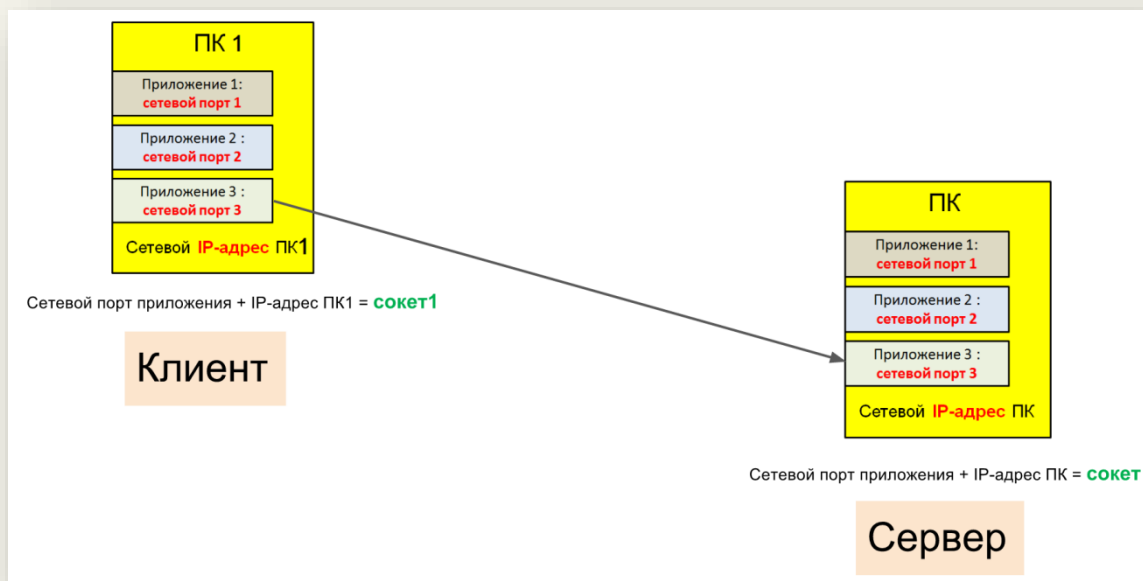 ПК 1
Приложение 1:
сетевой порт 1
Приложение 2 :
сетевой порт 2
Приложение 3 :
сетевой порт 3
Сетевой IP-адрес ПК1
Сетевой порт приложения + IP-адрес ПК1 = сокет1
Клиент
ПК
Приложение 1:
сетевой порт 1
Приложение 2 :
сетевой порт 2
Приложение 3 :
сетевой порт 3
Сетевой IP-адрес ПК
Сетевой порт приложения + IP-адрес ПК = сокет
Сервер